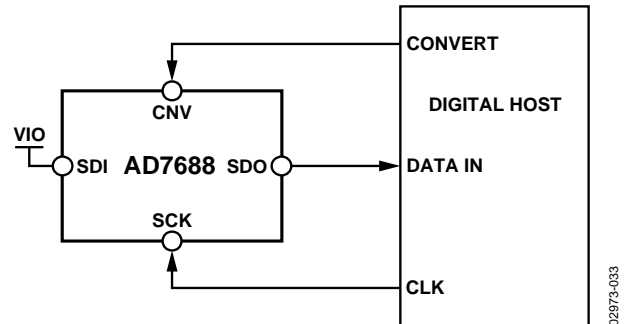 CONVERT
CNV
DIGITAL HOST
VIO
SDI AD7688 SDO
DATA IN
SCK
CLK
02973-033